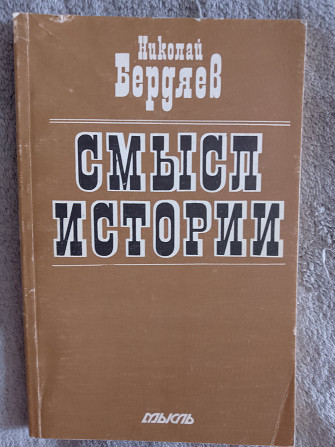 Николай
Бердяев
СМЫСЛ
ИСТОРИИ
МЫСЛЬ